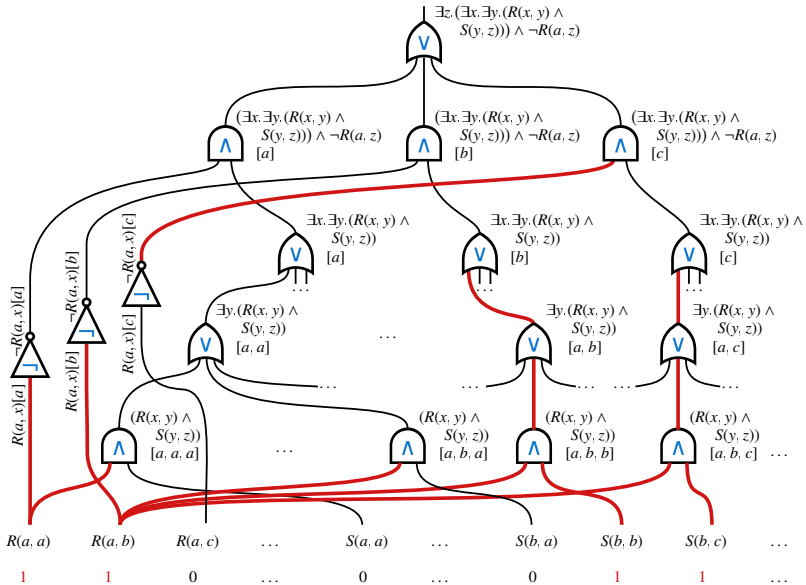 ∃z.(∃x.∃y.(R(x, y) ∧
S(y, z))) ∧ ¬R(a, z)
∨
(∃x.∃y.(R(x, y) ∧
S(y, z))) ∧ ¬R(a, z)
[a]
∧
(∃x.∃y.(R(x, y) ∧
S(y, z))) ∧ ¬R(a, z)
[b]
∧
(∃x.∃y.(R(x, y) ∧
S(y, z))) ∧ ¬R(a, z)
[c]
∧
¬R(a, x)[a]
¬R(a, x)[b]
¬R(a, x)[c]
∃x.∃y.(R(x, y) ∧
S(y, z))
[a]
∨
...
∃x.∃y.(R(x, y) ∧
S(y, z))
[b]
∨
...
∃x.∃y.(R(x, y) ∧
S(y, z))
[c]
∨
...
¬
¬
¬
R(a, x)[a]
R(a, x)[b]
R(a, x)[c]
∃y.(R(x, y) ∧
S(y, z))
[a, a]
∨
...
...
∃y.(R(x, y) ∧
S(y, z))
[a, b]
∨
...
...
∃y.(R(x, y) ∧
S(y, z))
[a, c]
∨
...
...
(R(x, y) ∧
S(y, z))
[a, a, a]
∧
...
(R(x, y) ∧
S(y, z))
[a, b, a]
∧
(R(x, y) ∧
S(y, z))
[a, b, b]
∧
(R(x, y) ∧
S(y, z))
[a, b, c]
∧
...
R(a, a) R(a, b) R(a, c) ... S(a, a) ... S(b, a) S(b, b) S(b, c) ...
1 1 0 ... 0 ... 0 1 1 ...